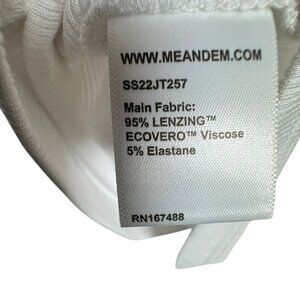 WWW.MEANDEM.COM
SS22JT257
Main Fabric:
95% LENZING™
ECOVERO™ Viscose
5% Elastane
RN167488